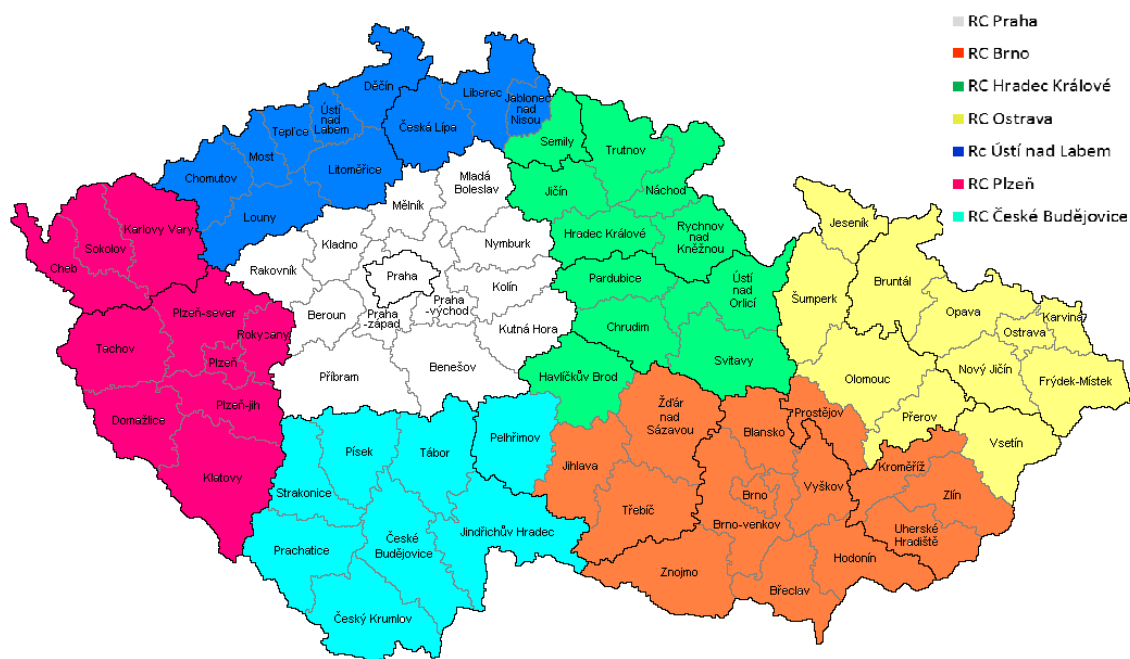 RC Praha
RC Brno
RC Hradec Králové
RC Ostrava
Rc Ústí nad Labem
RC Plzeň
RC České Budějovice
Děčín
Liberec
Jablonec
nad
Nisou
Ústí
nad
Labem
Teplce
Česká Lípa
Most
Litoměřice
Chomutov
Louny
Semily
Trutnov
Jičín
Náchod
Hradec Králové
Rychnov
nad
Kněžnou
Pardubice
Ústí
nad
Orlicí
Chrudim
Svitavy
Havlíčkův Brod
Mladá
Boleslav
Mělník
Kladno
Nymburk
Rakovník
Praha
Kolín
Beroun
Praha
-západ
Praha
-východ
Kutná Hora
Benešov
Příbram
Karlovy Vary
Sokolov
Cheb
Plzeň-sever
Rokycany
Tachov
Plzeň
Plzeň-jih
Domažlice
Klatovy
Jeseník
Bruntál
Šumperk
Opava
Karviná
Ostrava
Nový Jičín
Frýdek-Místek
Olomouc
Přerov
Vsetín
Písek
Tábor
Pelhřimov
Strakonice
Prachatice
České
Budějovice
Jindřichův Hradec
Český Krumlov
Žďár
nad
Sázavou
Prostějov
Blansko
Jihlava
Třebíč
Brno
Vyškov
Brno-venkov
Kroměříž
Zlín
Uherské
Hradiště
Hodonín
Znojmo
Břeclav